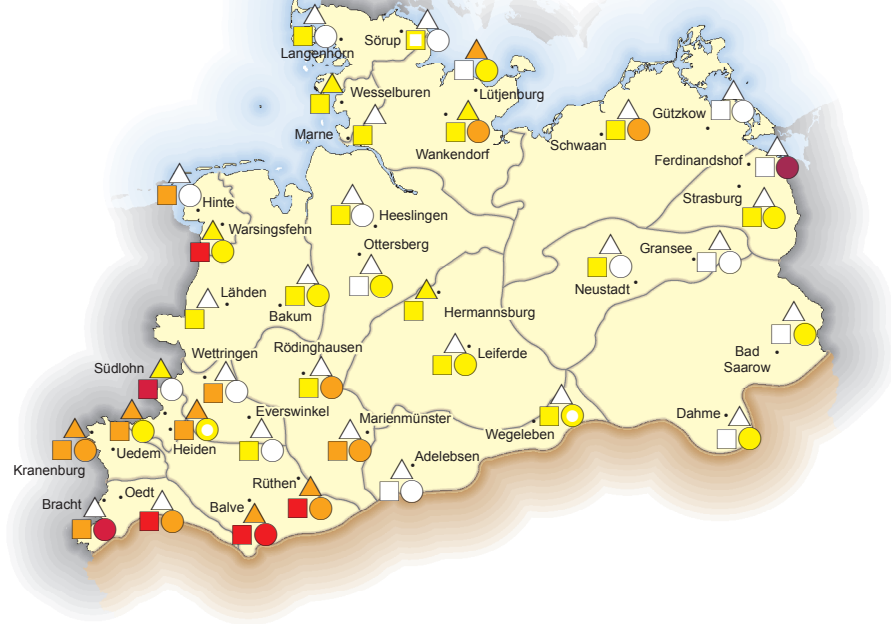 Langenhorn
Sörup
Lütjenburg
Wesselburen
Marne
Wankendorf
Schwaan
Gützkow
Ferdinandshof
Strasburg
Hinte
Warsingsfehn
Heeslingen
Ottersberg
Gransee
Neustadt
Lähden
Bakum
Hermannsburg
Bad
Saarow
Südlohn
Wettringen
Rödinghausen
Leiferde
Everswinkel
Marienmünster
Wegeleben
Dahme
Kranenburg
Uedem
Heiden
Adelebsen
Rüthen
Bracht
Oedt
Balve